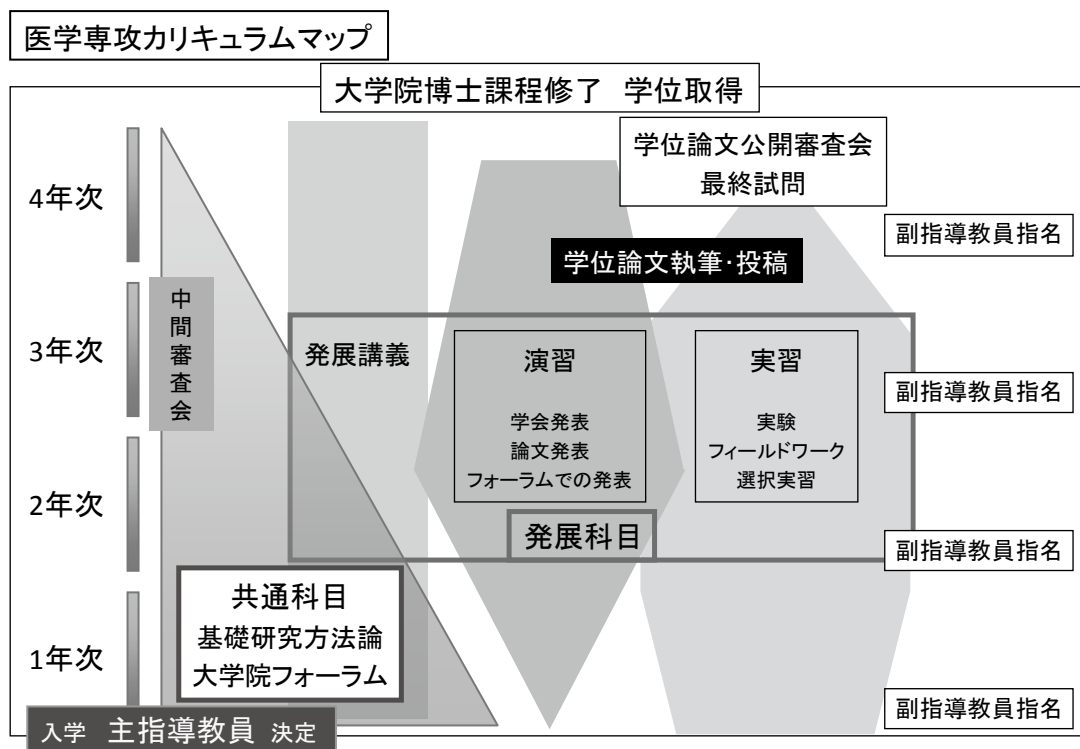 医学専攻カリキュラムマップ
大学院博士課程修了 学位取得
学位論文公開審査会
最終試問
4年次
副指導教員指名
学位論文執筆・投稿
中間審査会
3年次
発展講義
演習
学会発表
論文発表
フォーラムでの発表
実習
実験
フィールドワーク
選択実習
副指導教員指名
2年次
発展科目
副指導教員指名
共通科目
基礎研究方法論
大学院フォーラム
1年次
副指導教員指名
入学 主指導教員 決定